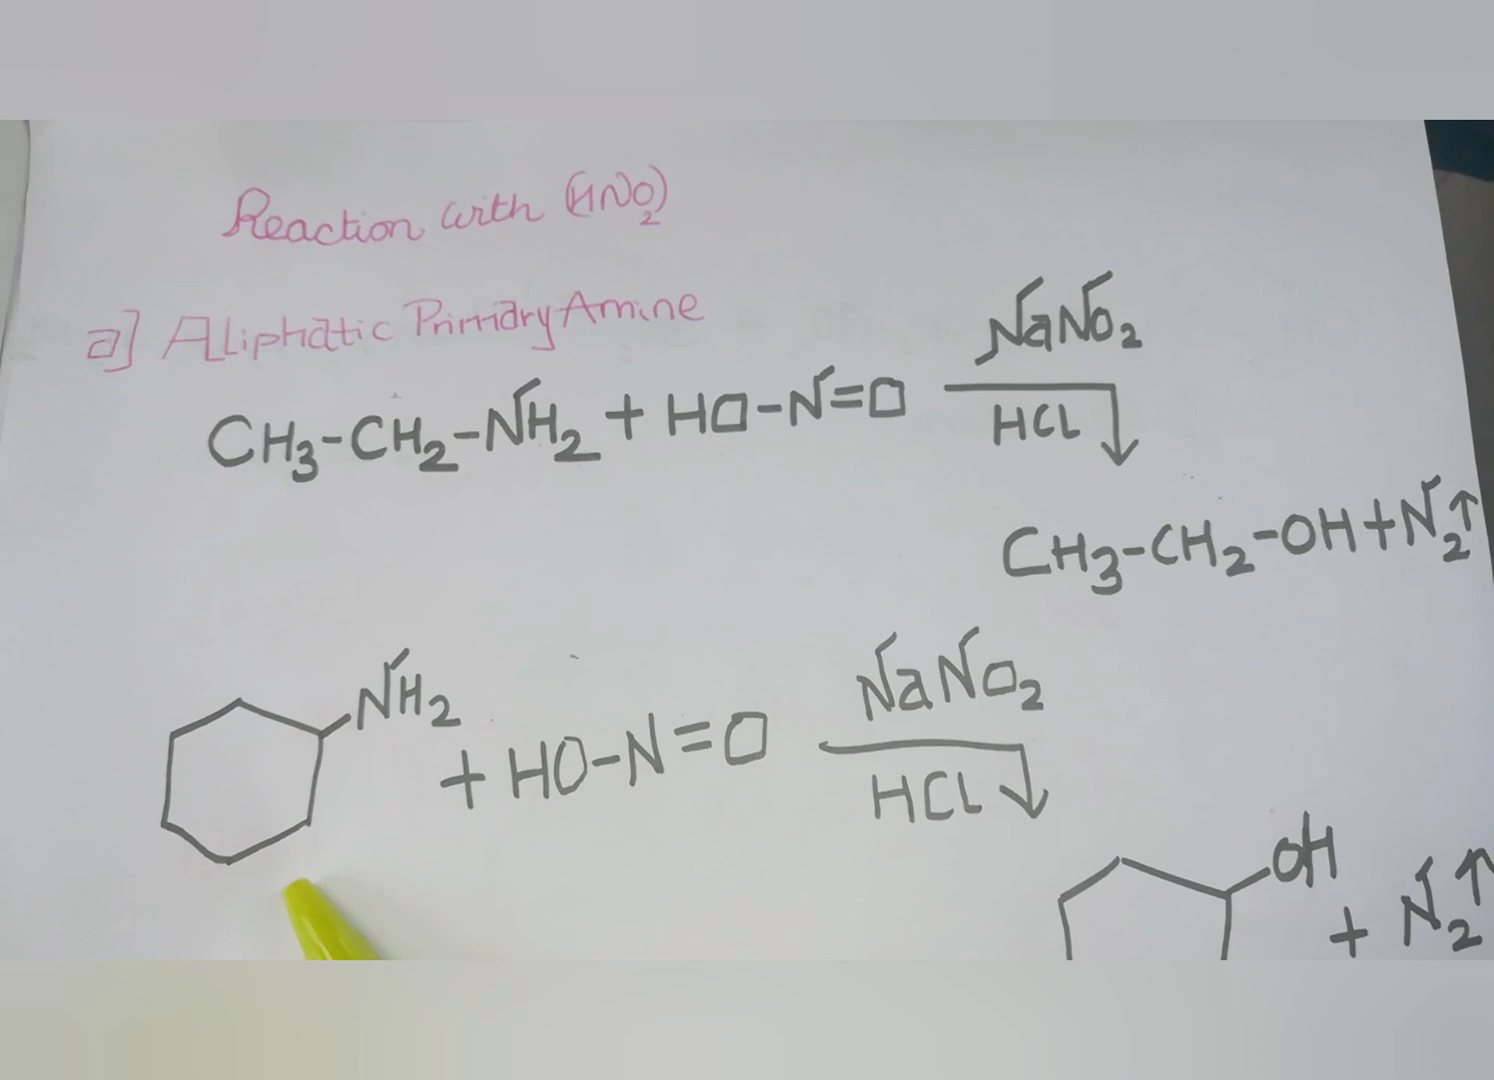 Reaction with (HNO2)
a] Aliphatic Primary Amine
CH3-CH2-NH2 + HO-N=O
NaNO2
HCL
CH3-CH2-OH+N2↑
NH2
+ HO-N=O
NaNO2
HCL
OH
+ N2↑